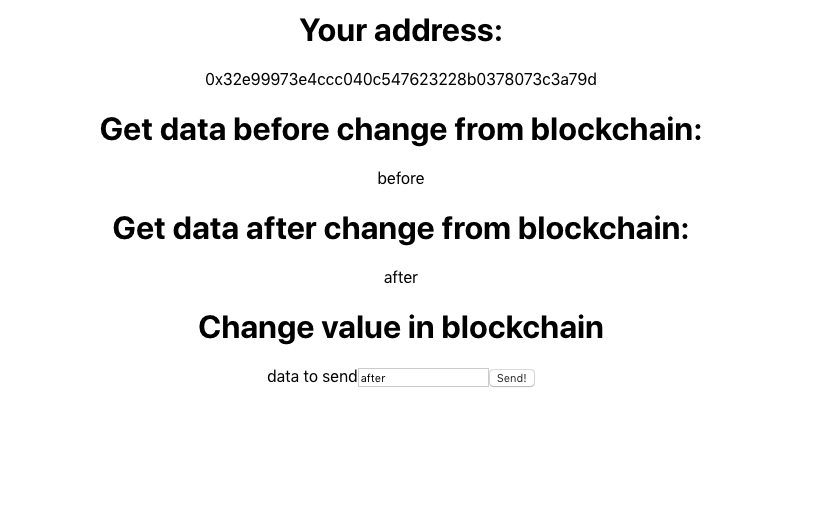 Your address:
0x32e99973e4ccc040c547623228b0378073c3a79d
Get data before change from blockchain:
before
Get data after change from blockchain:
after
Change value in blockchain
data to send after Send!